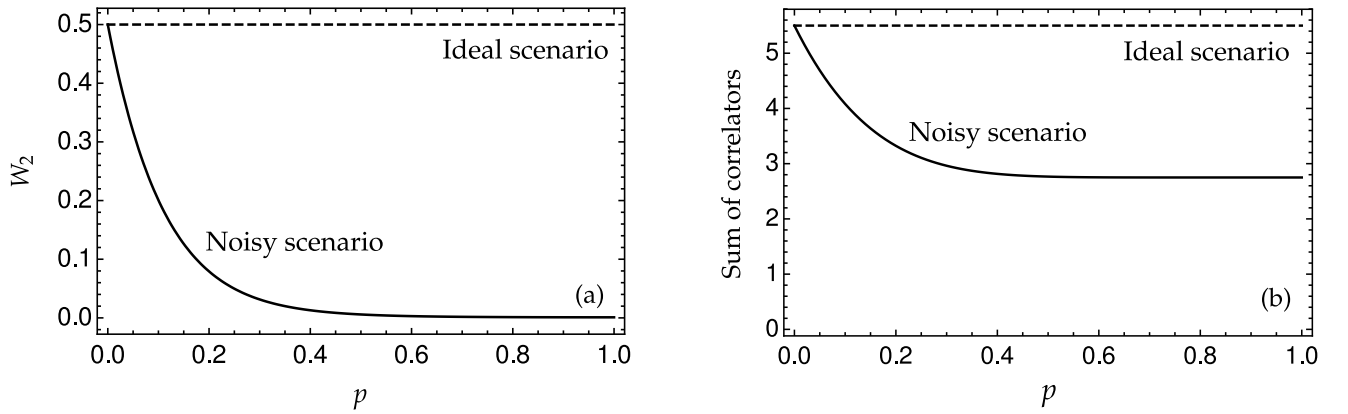 0.5
0.4
0.3
0.2
0.1
0.0
W₂
Ideal scenario
Noisy scenario
(a)
0.0 0.2 0.4 0.6 0.8 1.0
p
5
4
3
2
1
0
Sum of correlators
Ideal scenario
Noisy scenario
(b)
0.0 0.2 0.4 0.6 0.8 1.0
p